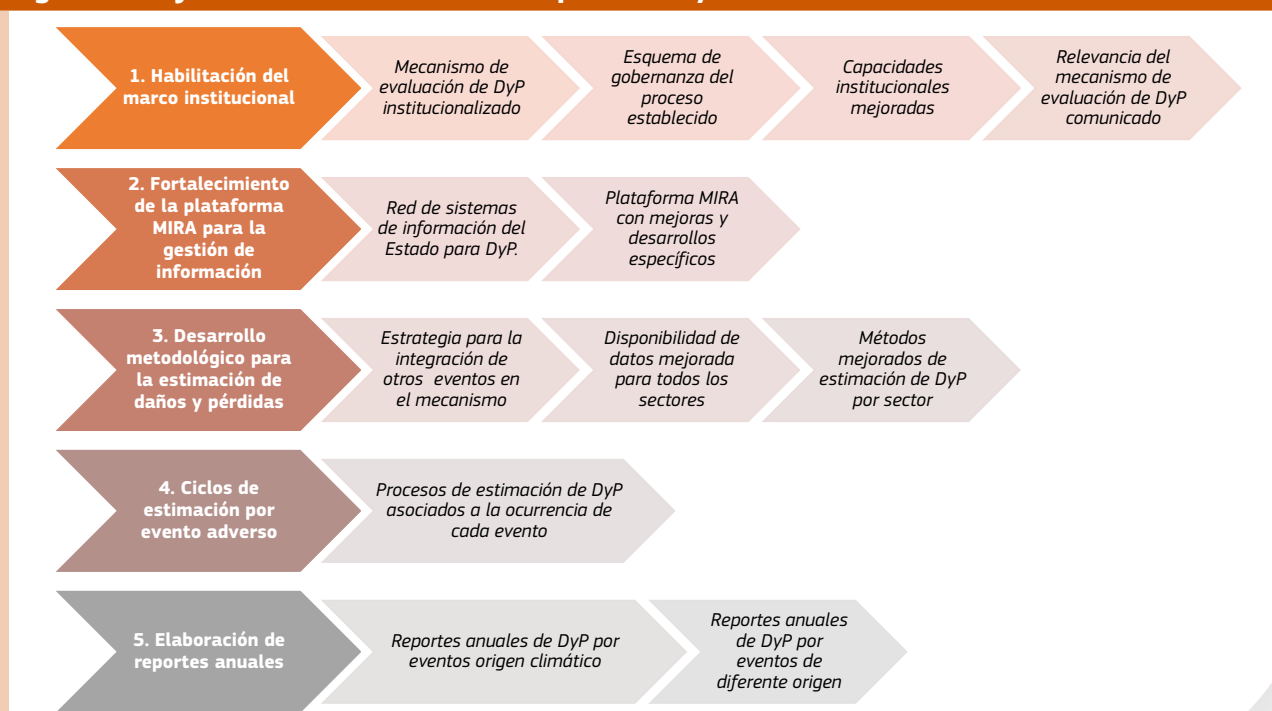 1. Habilitación del
marco institucional
Mecanismo de
evaluación de DyP
institucionalizado
Esquema de
gobernanza del
proceso
establecido
Capacidades
institucionales
mejoradas
Relevancia del
mecanismo de
evaluación de DyP
comunicado
2. Fortalecimiento
de la plataforma
MIRA para la
gestión de
información
Red de sistemas
de información del
Estado para DyP.
Plataforma MIRA
con mejoras y
desarrollos
específicos
3. Desarrollo
metodológico para
la estimación de
daños y pérdidas
Estrategia para la
integración de
otros eventos en
el mecanismo
Disponibilidad de
datos mejorada
para todos los
sectores
Métodos
mejorados de
estimación de DyP
por sector
4. Ciclos de
estimación por
evento adverso
Procesos de estimación de DyP
asociados a la ocurrencia de
cada evento
5. Elaboración de
reportes anuales
Reportes anuales de DyP por
eventos origen climático
Reportes anuales
de DyP por
eventos de
diferente origen